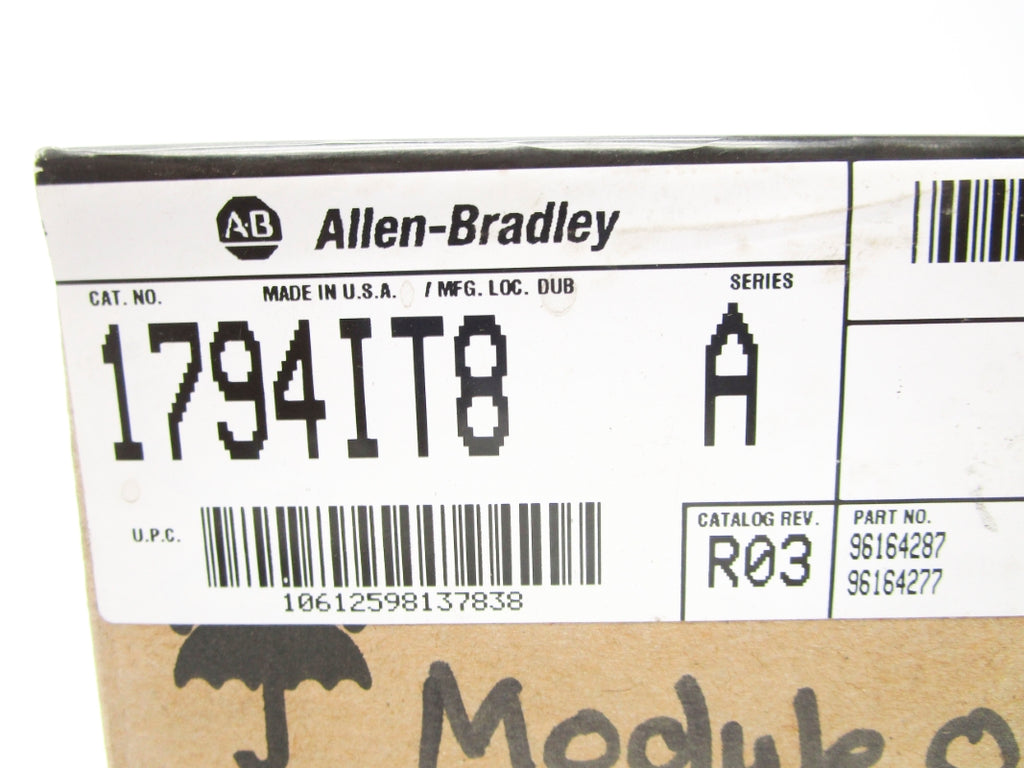 A-B Allen-Bradley
CAT. NO. MADE IN U.S.A. / MFG. LOC. DUB SERIES
1794IT8 A
U.P.C.
10612598137838
CATALOG REV.
R03
PART NO.
96164287
96164277